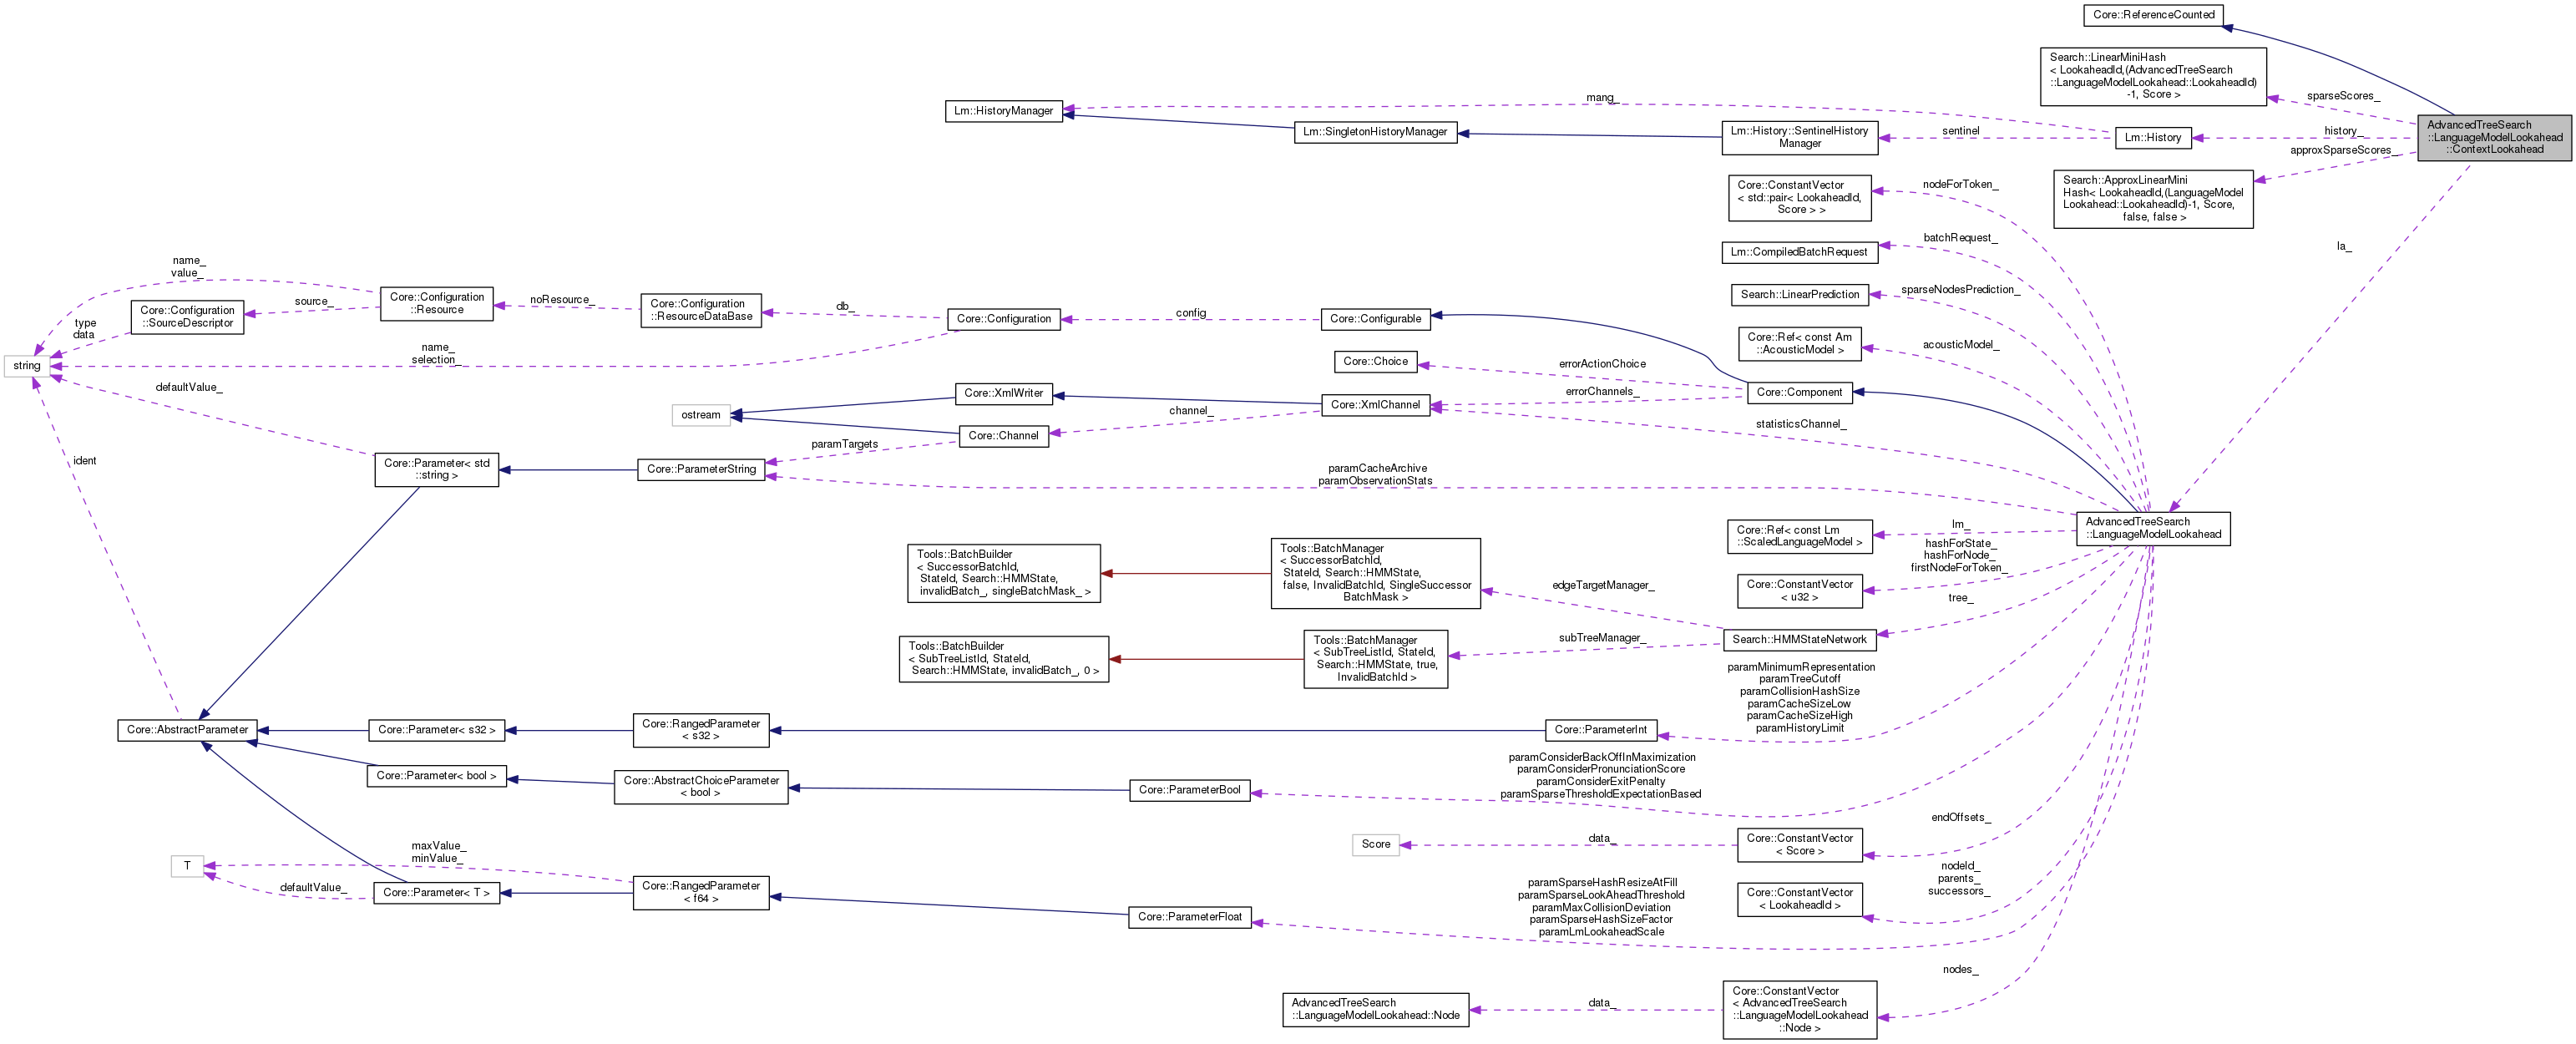 Core::ReferenceCounted
Search::LinearMiniHash
< LookaheadId,(AdvancedTreeSearch
::LanguageModelLookahead::LookaheadId)
-1, Score >
sparseScores_
AdvancedTreeSearch
::LanguageModelLookahead
::ContextLookahead
mang_
Lm::HistoryManager
Lm::SingletonHistoryManager
Lm::History::SentinelHistory
Manager
sentinel
Lm::History
history_
approxSparseScores_
Search::ApproxLinearMini
Hash< LookaheadId,(LanguageModel
Lookahead::LookaheadId)-1, Score,
false, false >
la_
Core::ConstantVector
< std::pair< LookaheadId,
Score > >
nodeForToken_
Lm::CompiledBatchRequest
batchRequest_
Search::LinearPrediction
sparseNodesPrediction_
Core::Ref< const Am
::AcousticModel >
acousticModel_
name_
value_
Core::Configuration
::Resource
source_
Core::Configuration
::SourceDescriptor
type
data
noResource_
Core::Configuration
::ResourceDataBase
db_
Core::Configuration
config
Core::Configurable
name_
selection_
string
defaultValue_
ident
Core::Choice
errorActionChoice
Core::Component
errorChannels_
Core::XmlWriter
ostream
Core::XmlChannel
channel_
Core::Channel
statisticsChannel_
paramTargets
Core::Parameter< std
::string >
Core::ParameterString
paramCacheArchive
paramObservationStats
AdvancedTreeSearch
::LanguageModelLookahead
Core::Ref< const Lm
::ScaledLanguageModel >
lm_
hashForState_
hashForNode_
firstNodeForToken_
Core::ConstantVector
< u32 >
tree_
Search::HMMStateNetwork
Tools::BatchBuilder
< SuccessorBatchId,
StateId, Search::HMMState,
invalidBatch_, singleBatchMask_ >
Tools::BatchManager
< SuccessorBatchId,
StateId, Search::HMMState,
false, InvalidBatchId, SingleSuccessor
BatchMask >
edgeTargetManager_
subTreeManager_
Tools::BatchBuilder
< SubTreeListId, StateId,
Search::HMMState, invalidBatch_, 0 >
Tools::BatchManager
< SubTreeListId, StateId,
Search::HMMState, true,
InvalidBatchId >
paramMinimumRepresentation
paramTreeCutoff
paramCollisionHashSize
paramCacheSizeLow
paramCacheSizeHigh
paramHistoryLimit
Core::AbstractParameter
Core::Parameter< s32 >
Core::RangedParameter
< s32 >
Core::ParameterInt
Core::Parameter< bool >
Core::AbstractChoiceParameter
< bool >
Core::ParameterBool
paramConsiderBackOffInMaximization
paramConsiderPronunciationScore
paramConsiderExitPenalty
paramSparseThresholdExpectationBased
endOffsets_
Score
data_
Core::ConstantVector
< Score >
T
maxValue_
minValue_
defaultValue_
Core::Parameter< T >
Core::RangedParameter
< f64 >
Core::ParameterFloat
paramSparseHashResizeAtFill
paramSparseLookAheadThreshold
paramMaxCollisionDeviation
paramSparseHashSizeFactor
paramLmLookaheadScale
Core::ConstantVector
< LookaheadId >
nodeId_
parents_
successors_
nodes_
AdvancedTreeSearch
::LanguageModelLookahead::Node
data_
Core::ConstantVector
< AdvancedTreeSearch
::LanguageModelLookahead
::Node >